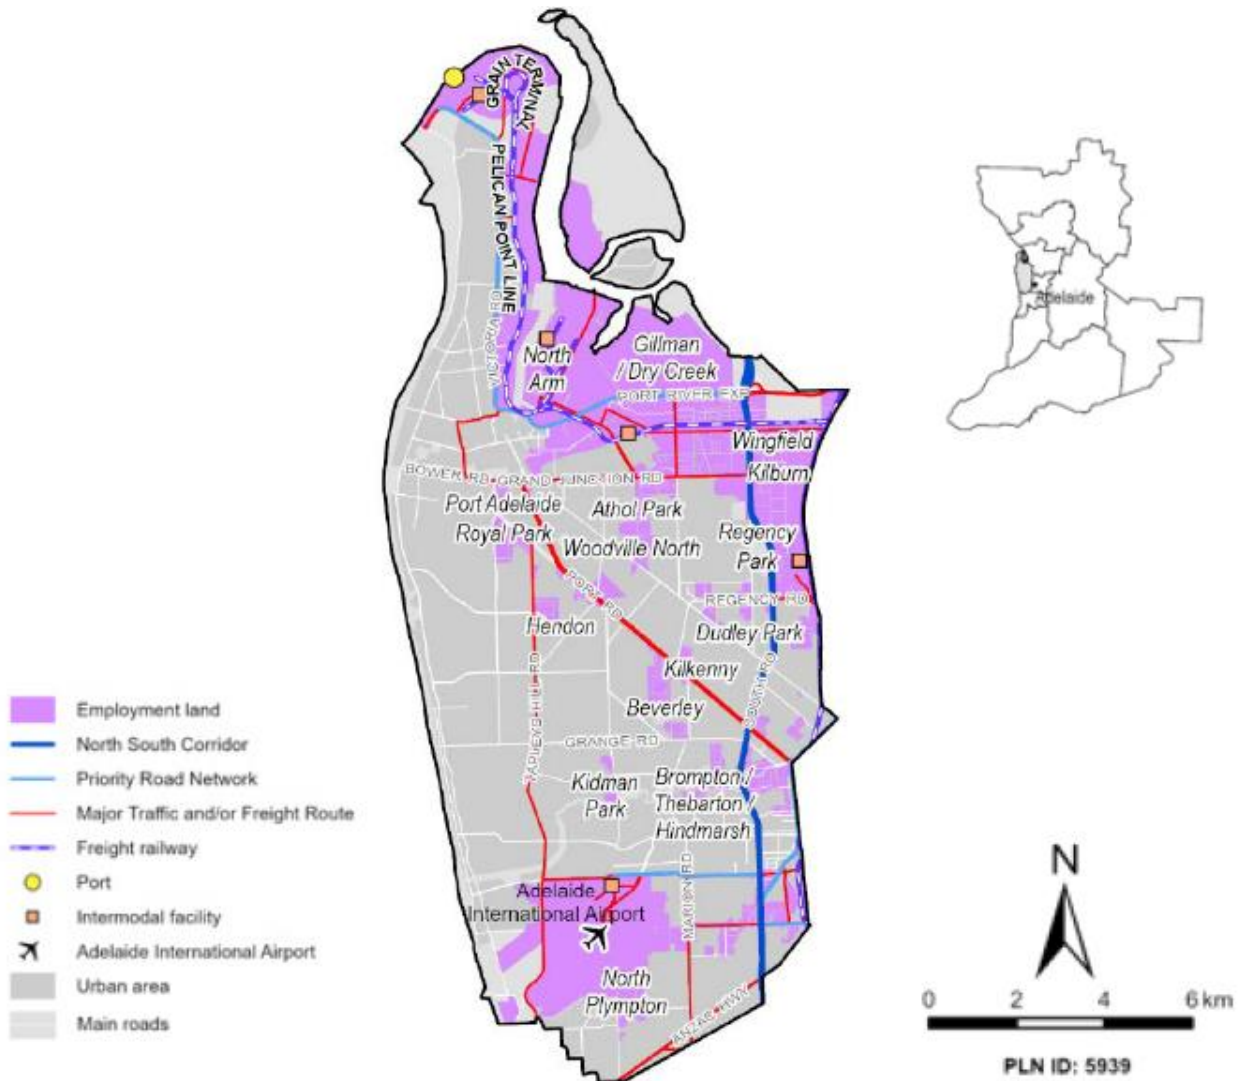 GRAIN TERMINAL
PELICAN POINT LINE
VICTORIA RD
North
Arm
Gillman
/ Dry Creek
PORT RIVER EXP
Wingfield
Kilburn
BOWER RD
GRAND JUNCTION RD
Port Adelaide
Royal Park
Athol Park
Woodville North
Regency
Park
PORT RD
REGENCY RD
Hendon
Dudley Park
Kilkenny
SOUTH RD
Beverley
TAPLEYS HILL RD
GRANGE RD
Kidman
Park
Brompton /
Thebarton /
Hindmarsh
MARION RD
Adelaide
International Airport
North
Plympton
ANZAC HWY
Adelaide
Employment land
North South Corridor
Priority Road Network
Major Traffic and/or Freight Route
Freight railway
Port
Intermodal facility
Adelaide International Airport
Urban area
Main roads
N
0 2 4 6 km
PLN ID: 5939